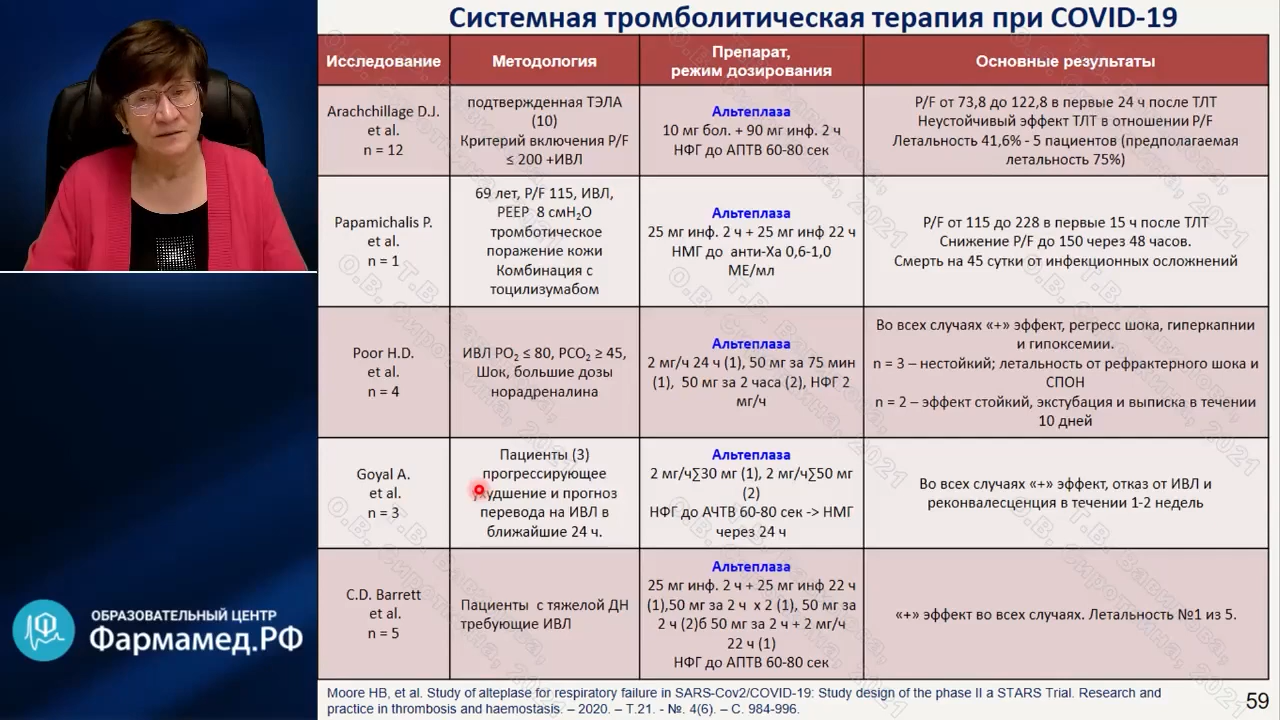 Системная тромболитическая терапия при COVID-19
Исследование
Методология
Препарат,
режим дозирования
Основные результаты
Arachchillage D.J.
et al.
n = 12
подтвержденная ТЭЛА
(10)
Критерий включения P/F
≤ 200 +ИВЛ
Альтеплаза
10 мг бол. + 90 мг инф. 2 ч
НФГ до АПТВ 60-80 сек
P/F от 73,8 до 122,8 в первые 24 ч после ТЛТ
Неустойчивый эффект ТЛТ в отношении P/F
Летальность 41,6% - 5 пациентов (предполагаемая
летальность 75%)
Papamichalis P.
et al.
n = 1
69 лет, P/F 115, ИВЛ,
PEEP 8 смH₂O
тромботическое
поражение кожи
Комбинация с
тоцилизумабом
Альтеплаза
25 мг инф. 2 ч + 25 мг инф 22 ч
НМГ до анти-Ха 0,6-1,0
МЕ/мл
P/F от 115 до 228 в первые 15 ч после ТЛТ
Снижение P/F до 150 через 48 часов.
Смерть на 45 сутки от инфекционных осложнений
Poor H.D.
et al.
n = 4
ИВЛ PO₂ ≤ 80, PCO₂ ≥ 45,
Шок, большие дозы
норадреналина
Альтеплаза
2 мг/ч 24 ч (1), 50 мг за 75 мин
(1), 50 мг за 2 часа (2), НФГ 2
мг/ч
Во всех случаях «+» эффект, регресс шока, гиперкапнии
и гипоксемии.
n = 3 – нестойкий; летальность от рефрактерного шока и
СПОН
n = 2 – эффект стойкий, экстубация и выписка в течении
10 дней
Goyal A.
et al.
n = 3
Пациенты (3)
прогрессирующее
ухудшение и прогноз
перевода на ИВЛ в
ближайшие 24 ч.
Альтеплаза
2 мг/ч∑30 мг (1), 2 мг/ч∑50 мг
(2)
НФГ до АЧТВ 60-80 сек -> НМГ
через 24 ч
Во всех случаях «+» эффект, отказ от ИВЛ и
реконвалесценция в течении 1-2 недель
C.D. Barrett
et al.
n = 5
Пациенты с тяжелой ДН
требующие ИВЛ
Альтеплаза
25 мг инф. 2 ч + 25 мг инф 22 ч
(1),50 мг за 2 ч х 2 (1), 50 мг за
2 ч (2)б 50 мг за 2 ч + 2 мг/ч
22 ч (1)
НФГ до АПТВ 60-80 сек
«+» эффект во всех случаях. Летальность №1 из 5.
ОБРАЗОВАТЕЛЬНЫЙ ЦЕНТР
Фармамед.РФ
Moore HB, et al. Study of alteplase for respiratory failure in SARS-Cov2/COVID-19: Study design of the phase II a STARS Trial. Research and
practice in thrombosis and haemostasis. – 2020. – T.21. - №. 4(6). – C. 984-996.
59